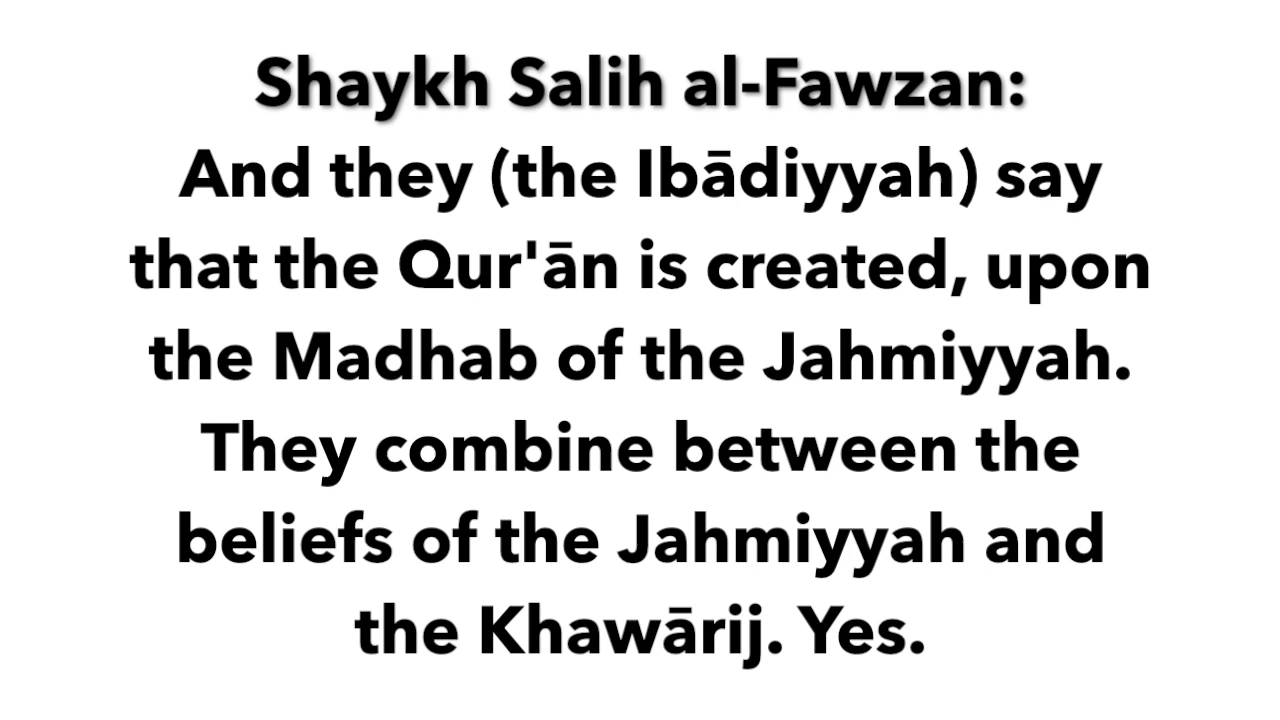 Shaykh Salih al-Fawzan:
And they (the Ibādiyyah) say
that the Qur'ān is created, upon
the Madhab of the Jahmiyyah.
They combine between the
beliefs of the Jahmiyyah and
the Khawārij. Yes.